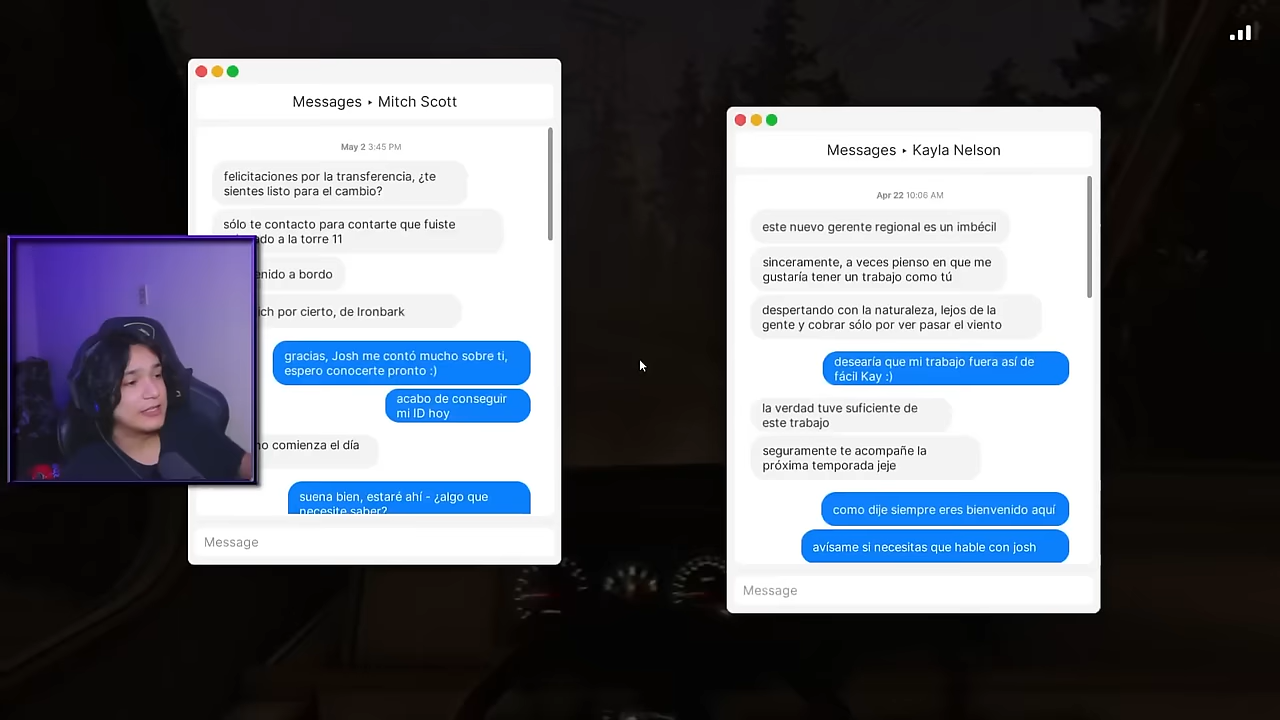 Messages ‣ Mitch Scott
May 2 3:45 PM
felicitaciones por la transferencia, ¿te
sientes listo para el cambio?
sólo te contacto para contarte que fuiste
ado a la torre 11
enido a bordo
ich por cierto, de Ironbark
gracias, Josh me contó mucho sobre ti,
espero conocerte pronto :)
acabo de conseguir
mi ID hoy
no comienza el día
suena bien, estaré ahí - ¿algo que
necesite saber?
Message
Messages ‣ Kayla Nelson
Apr 22 10:06 AM
este nuevo gerente regional es un imbécil
sinceramente, a veces pienso en que me
gustaría tener un trabajo como tú
despertando con la naturaleza, lejos de la
gente y cobrar sólo por ver pasar el viento
desearía que mi trabajo fuera así de
fácil Kay :)
la verdad tuve suficiente de
este trabajo
seguramente te acompañe la
próxima temporada jeje
como dije siempre eres bienvenido aquí
avísame si necesitas que hable con josh
Message